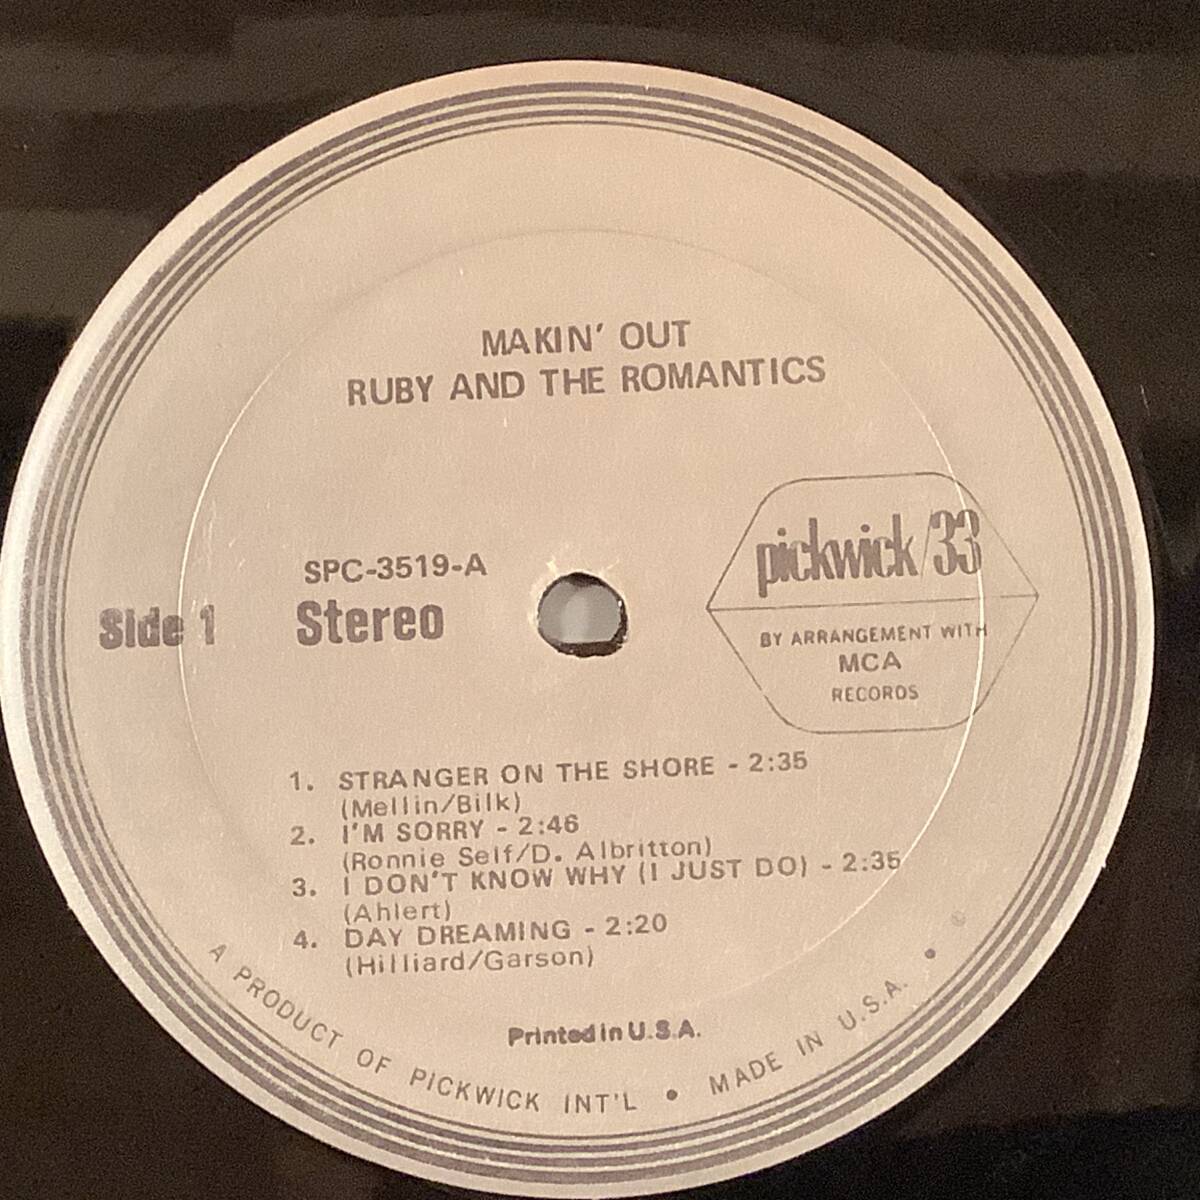 MAKIN' OUT
RUBY AND THE ROMANTICS
pickwick/33
BY ARRANGEMENT WITH
MCA
RECORDS
SPC-3519-A
Side 1 Stereo
1. STRANGER ON THE SHORE - 2:35
(Mellin/Bilk)
2. I'M SORRY - 2:46
(Ronnie Self/D. Albritton)
3. I DON'T KNOW WHY (I JUST DO) - 2:35
(Ahlert)
4. DAY DREAMING - 2:20
(Hilliard/Garson)
Printed in U.S.A.
A PRODUCT OF PICKWICK INT'L • MADE IN U.S.A. •